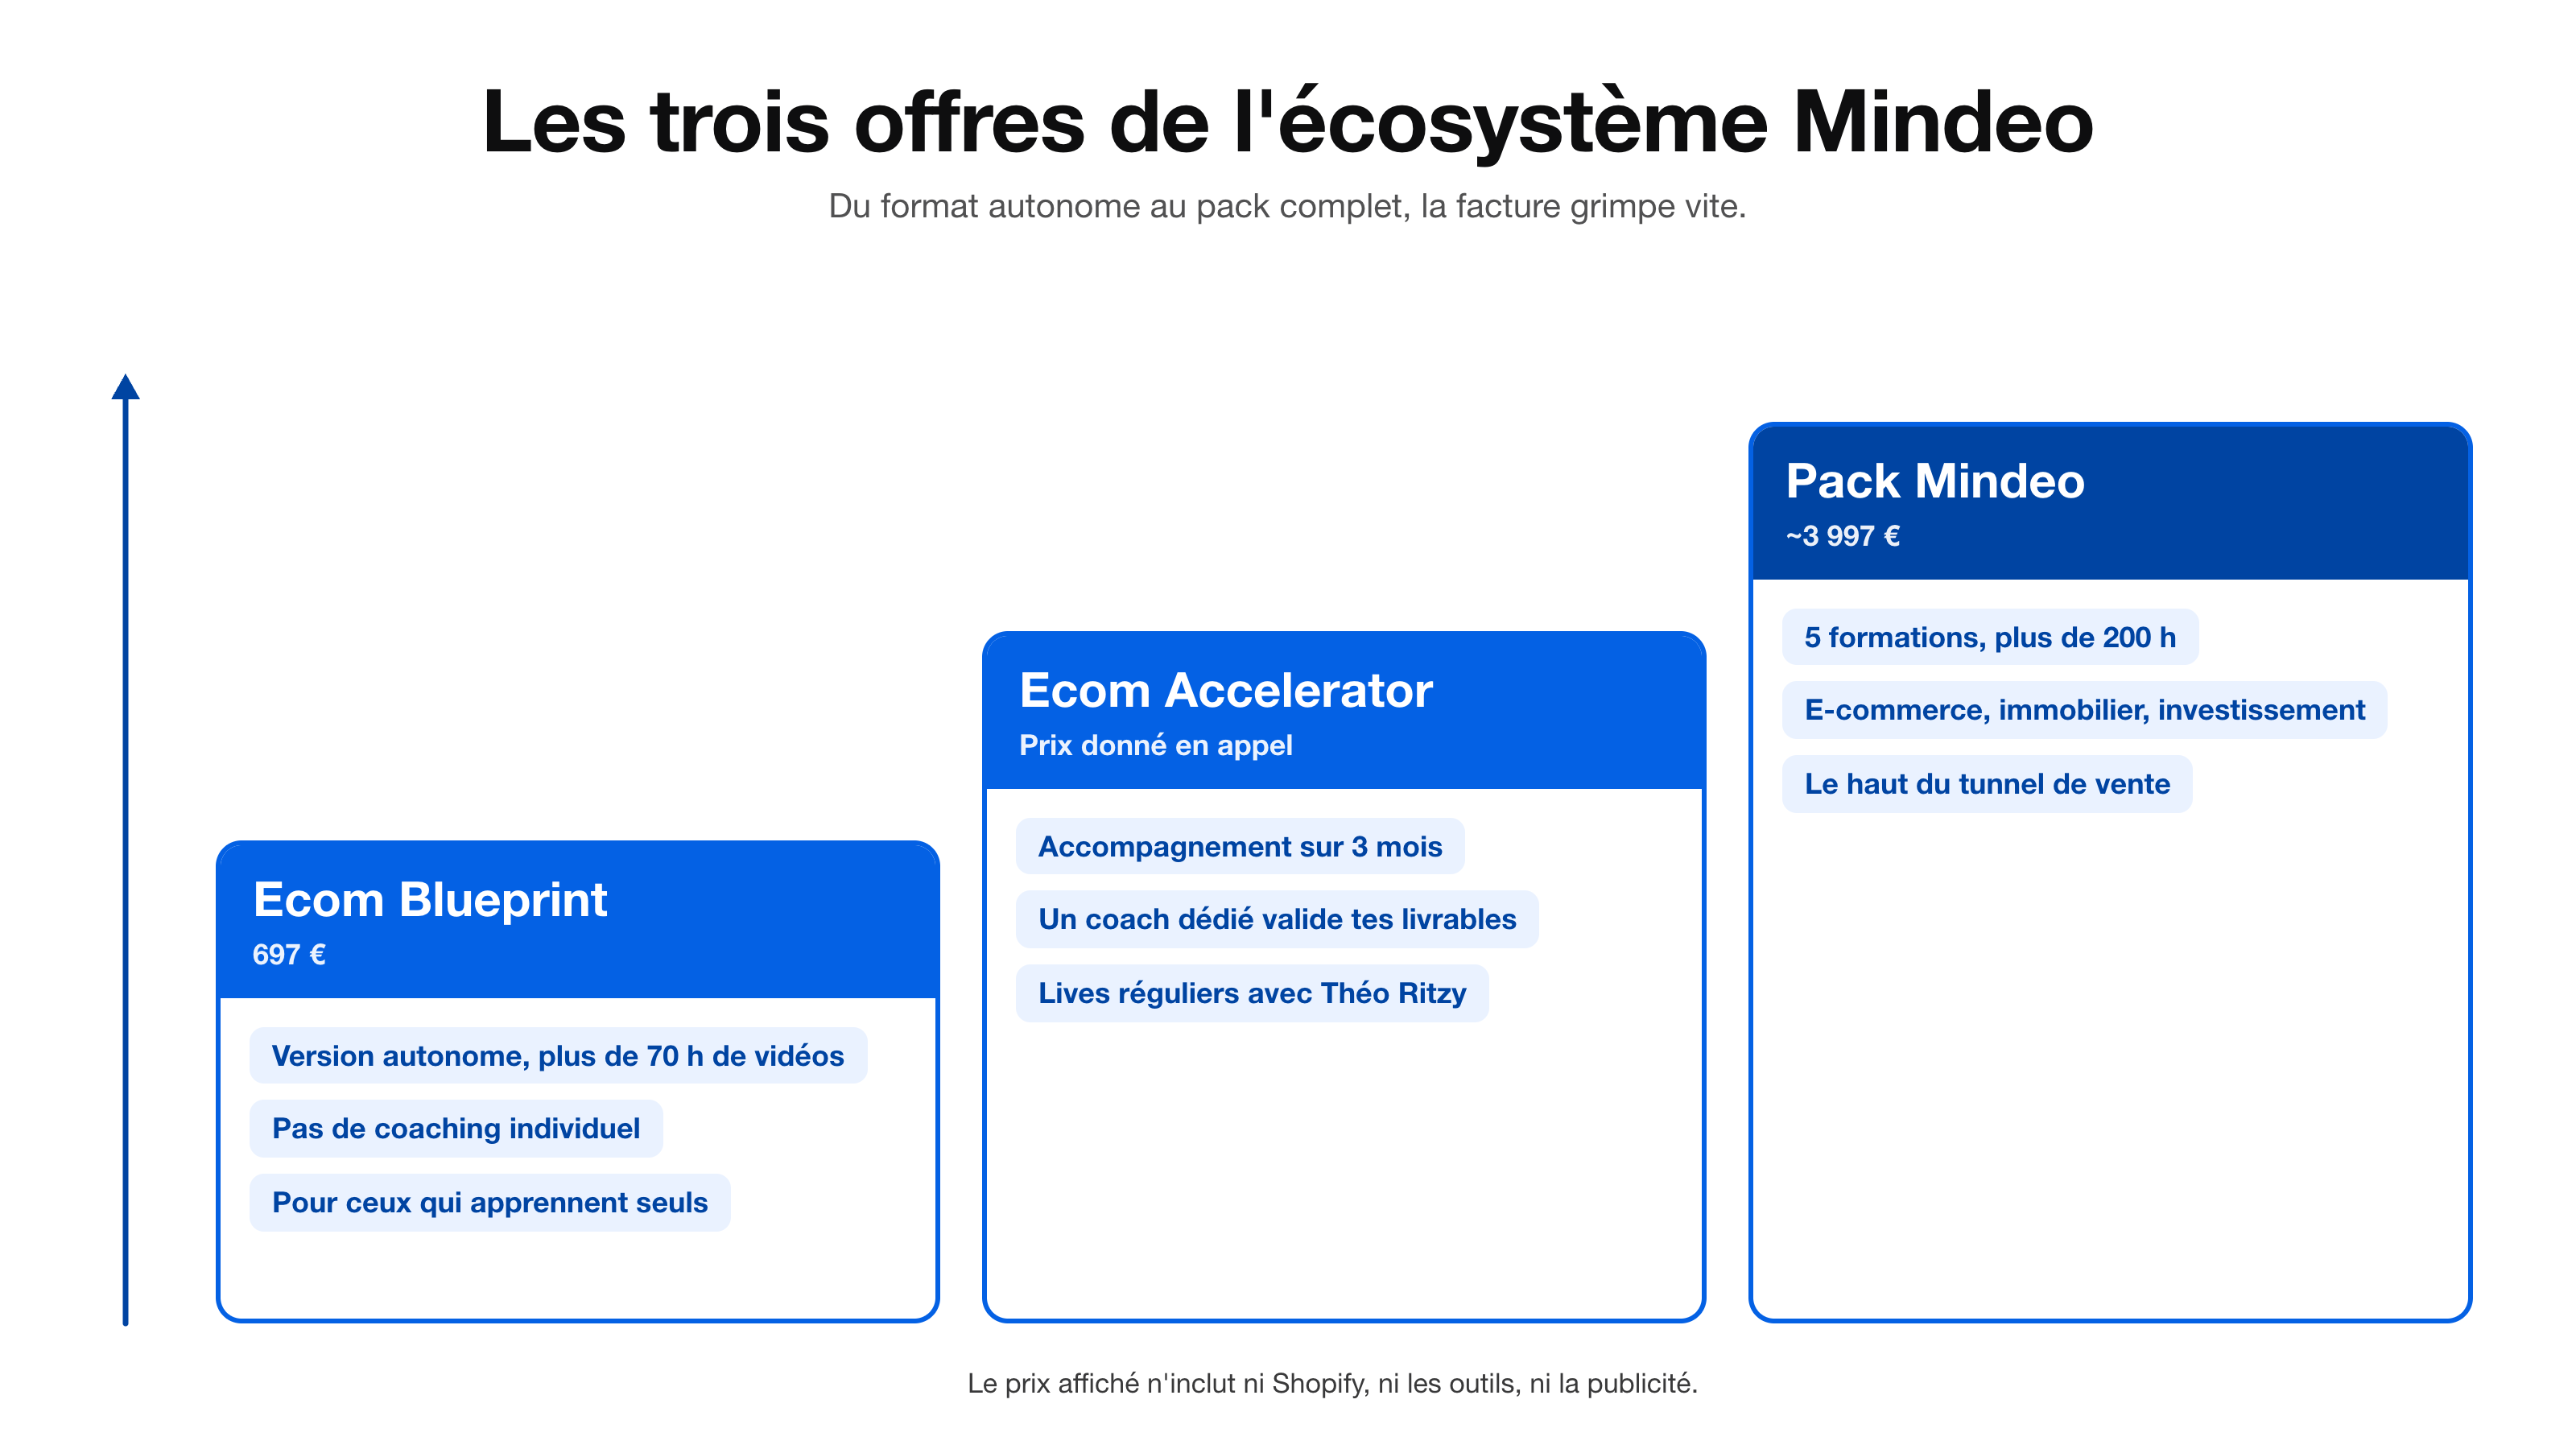 Les trois offres de l'écosystème Mindeo
Du format autonome au pack complet, la facture grimpe vite.
Ecom Blueprint
697 €
Version autonome, plus de 70 h de vidéos
Pas de coaching individuel
Pour ceux qui apprennent seuls
Ecom Accelerator
Prix donné en appel
Accompagnement sur 3 mois
Un coach dédié valide tes livrables
Lives réguliers avec Théo Ritzy
Pack Mindeo
~3 997 €
5 formations, plus de 200 h
E-commerce, immobilier, investissement
Le haut du tunnel de vente
Le prix affiché n'inclut ni Shopify, ni les outils, ni la publicité.